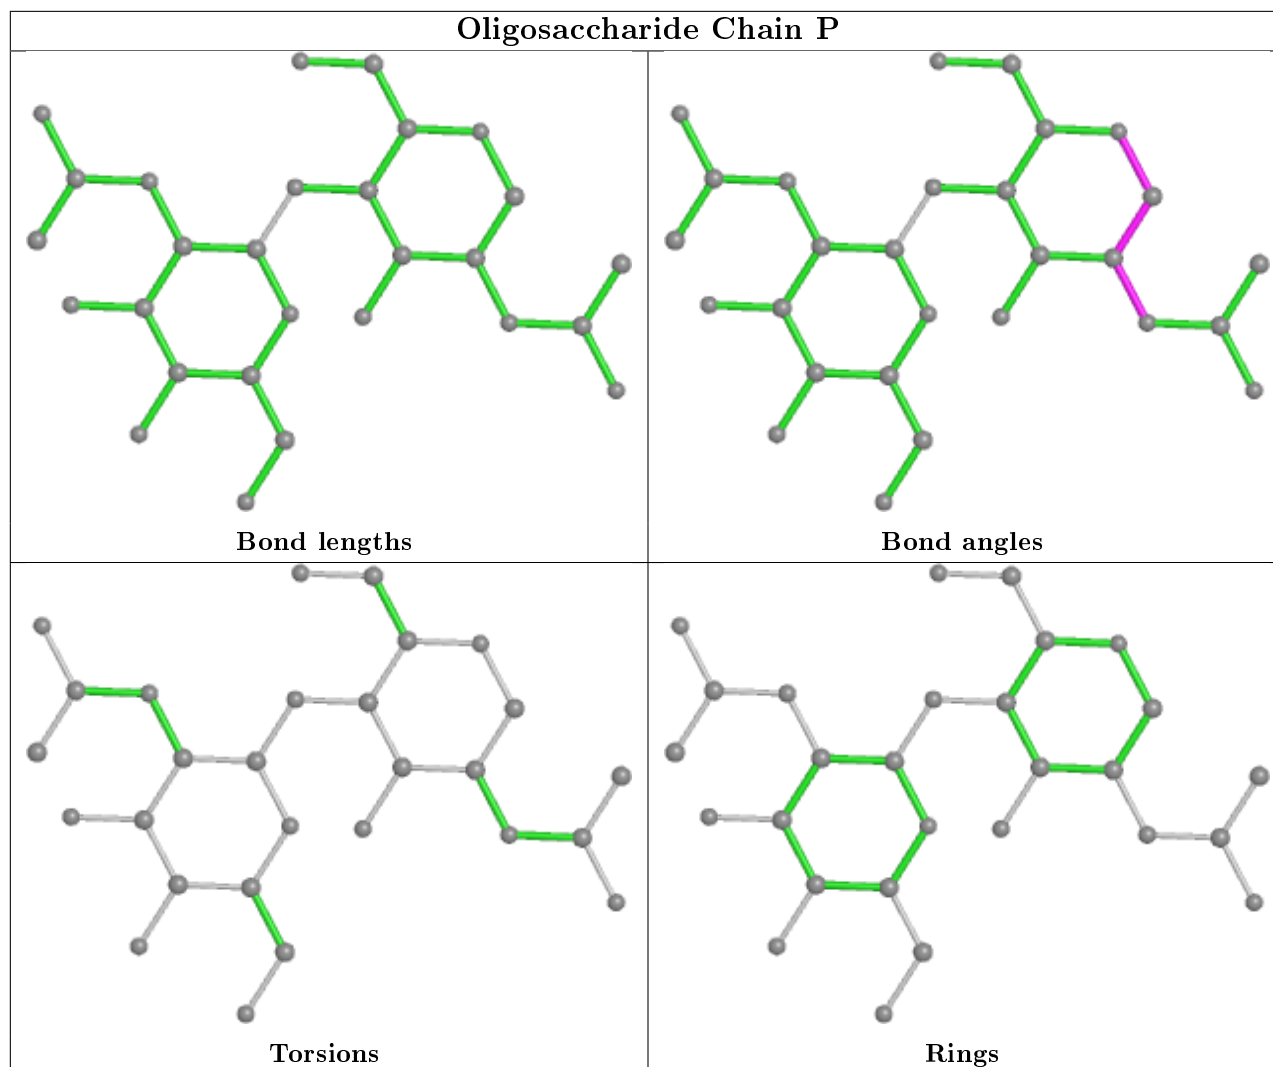 Oligosaccharide Chain P
Bond lengths
Bond angles
Torsions
Rings